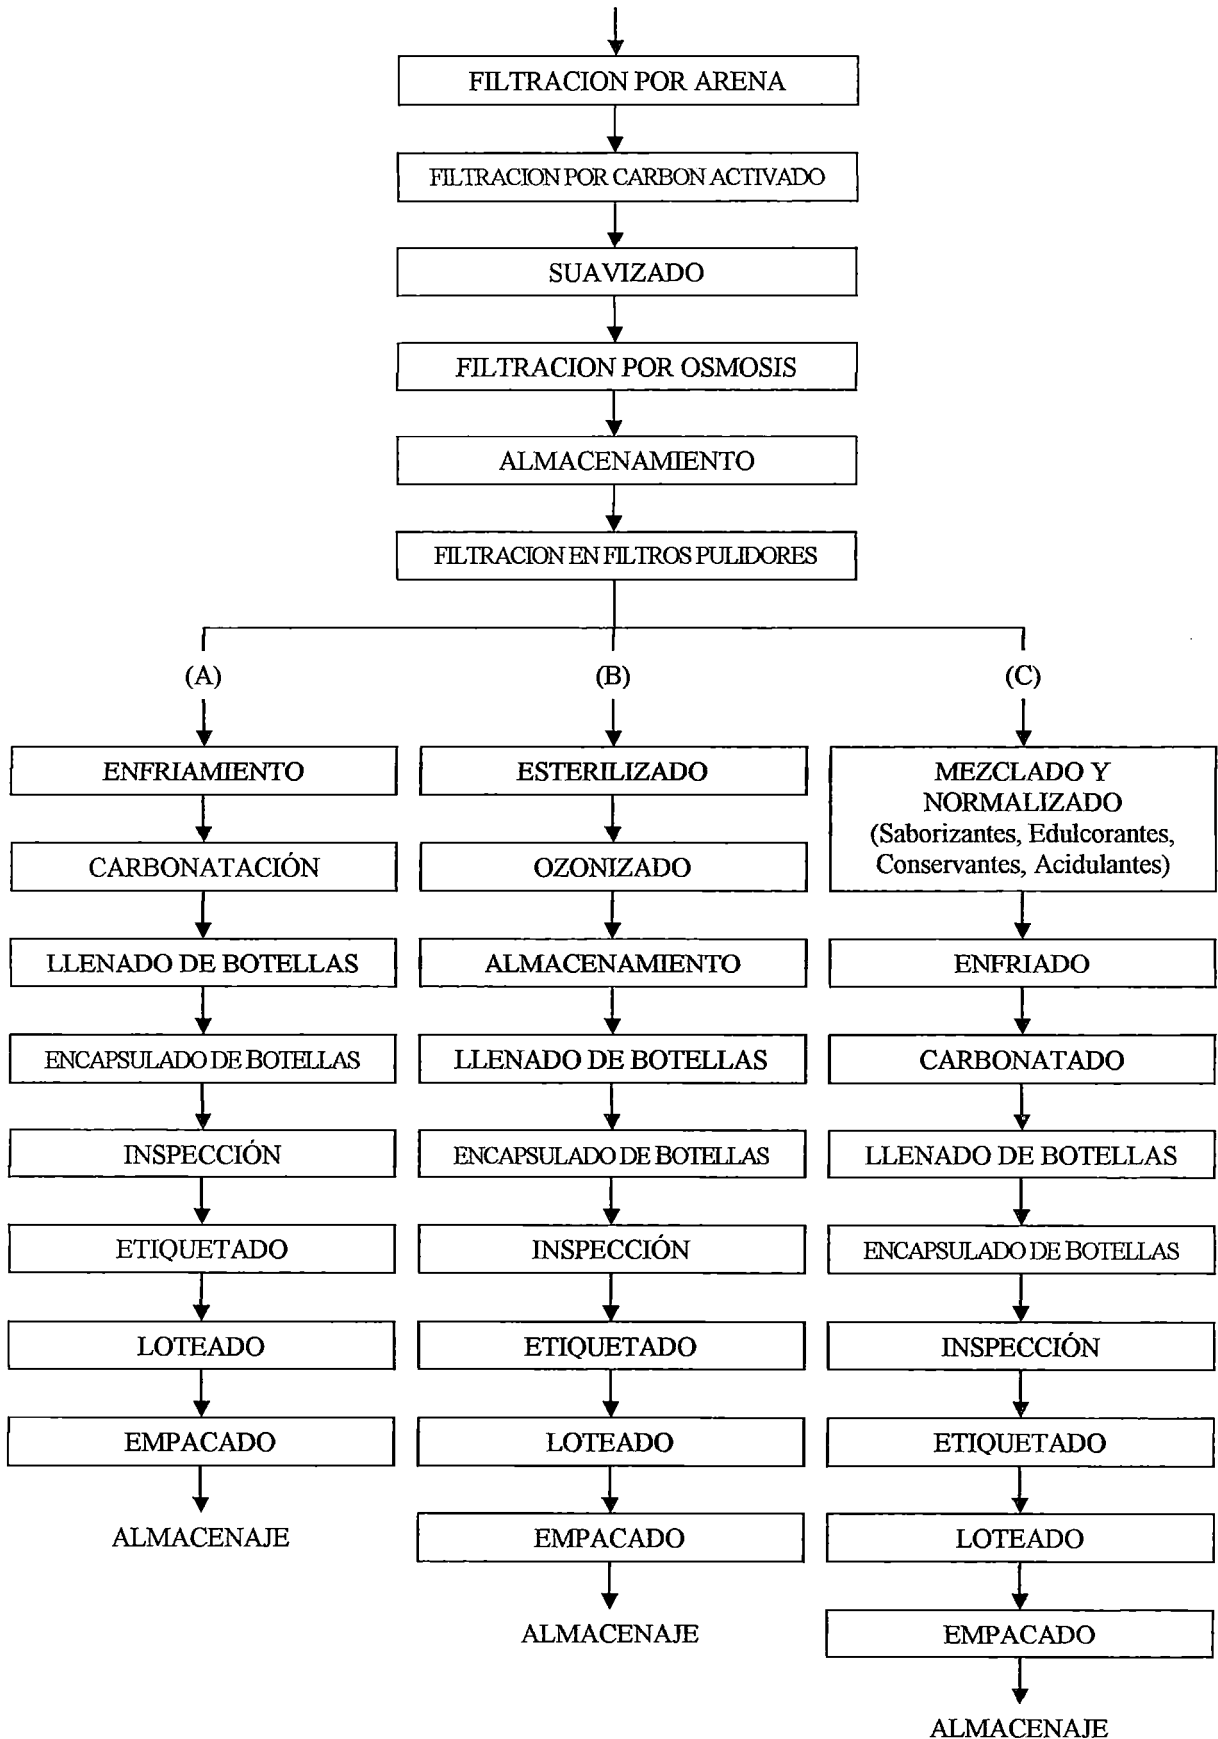 FILTRACION POR ARENA
FILTRACION POR CARBON ACTIVADO
SUAVIZADO
FILTRACION POR OSMOSIS
ALMACENAMIENTO
FILTRACION EN FILTROS PULIDORES
(A)
ENFRIAMIENTO
CARBONATACIÓN
LLENADO DE BOTELLAS
ENCAPSULADO DE BOTELLAS
INSPECCIÓN
ETIQUETADO
LOTEADO
EMPACADO
ALMACENAJE
(B)
ESTERILIZADO
OZONIZADO
ALMACENAMIENTO
LLENADO DE BOTELLAS
ENCAPSULADO DE BOTELLAS
INSPECCIÓN
ETIQUETADO
LOTEADO
EMPACADO
ALMACENAJE
(C)
MEZCLADO Y
NORMALIZADO
(Saborizantes, Edulcorantes,
Conservantes, Acidulantes)
ENFRIADO
CARBONATADO
LLENADO DE BOTELLAS
ENCAPSULADO DE BOTELLAS
INSPECCIÓN
ETIQUETADO
LOTEADO
EMPACADO
ALMACENAJE